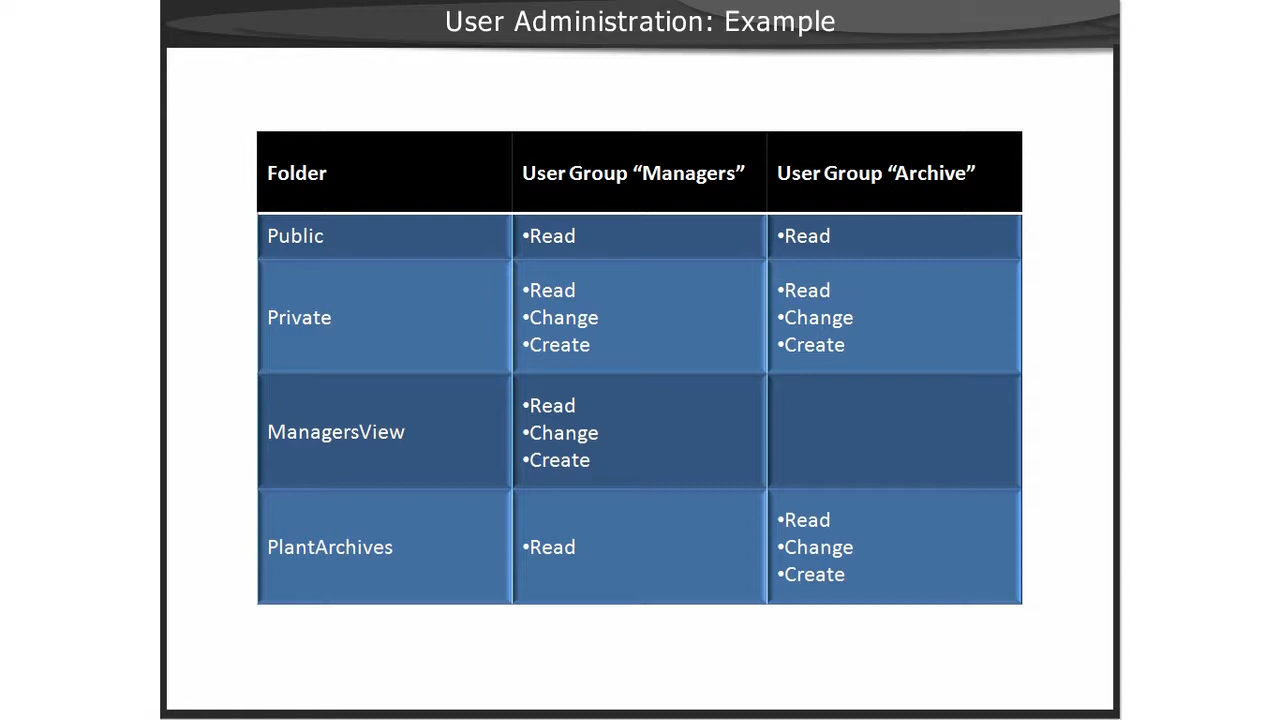 User Administration: Example
Folder
User Group “Managers”
User Group “Archive”
Public
•Read
•Read
Private
•Read
•Change
•Create
•Read
•Change
•Create
ManagersView
•Read
•Change
•Create
PlantArchives
•Read
•Read
•Change
•Create